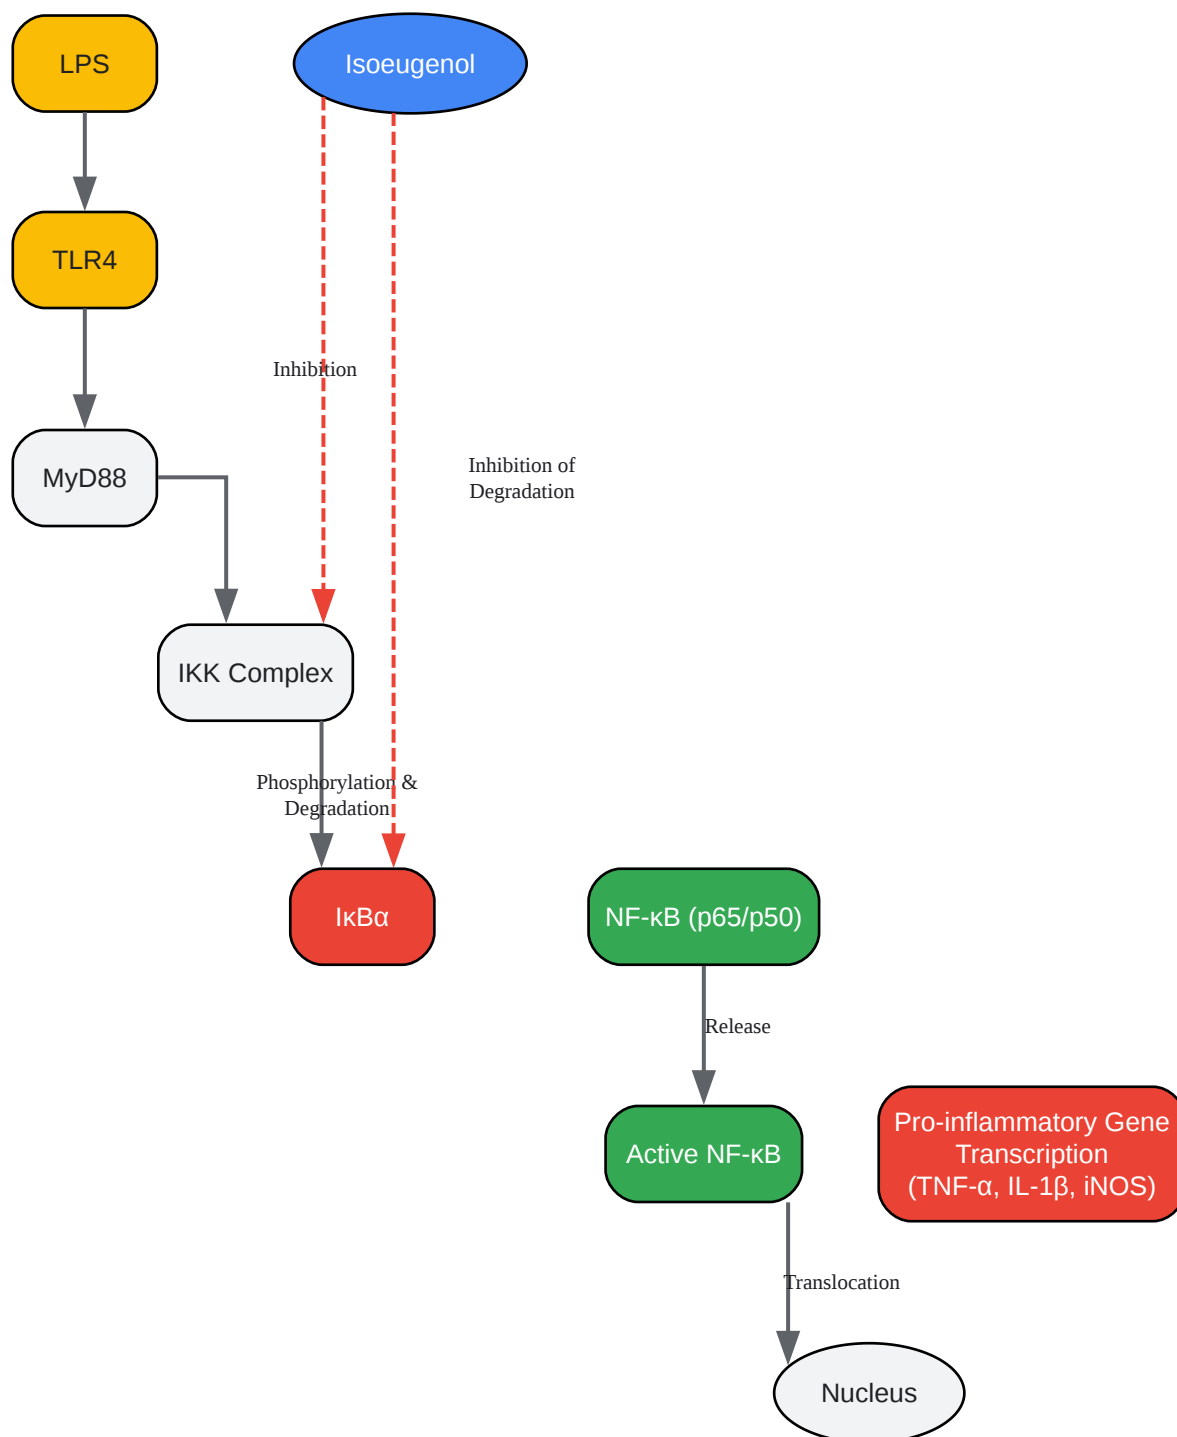 LPS
Isoeugenol
TLR4
Inhibition
Inhibition of
Degradation
MyD88
IKK Complex
Phosphorylation &
Degradation
IκBα
NF-κB (p65/p50)
Release
Active NF-κB
Pro-inflammatory Gene
Transcription
(TNF-α, IL-1β, iNOS)
Translocation
Nucleus